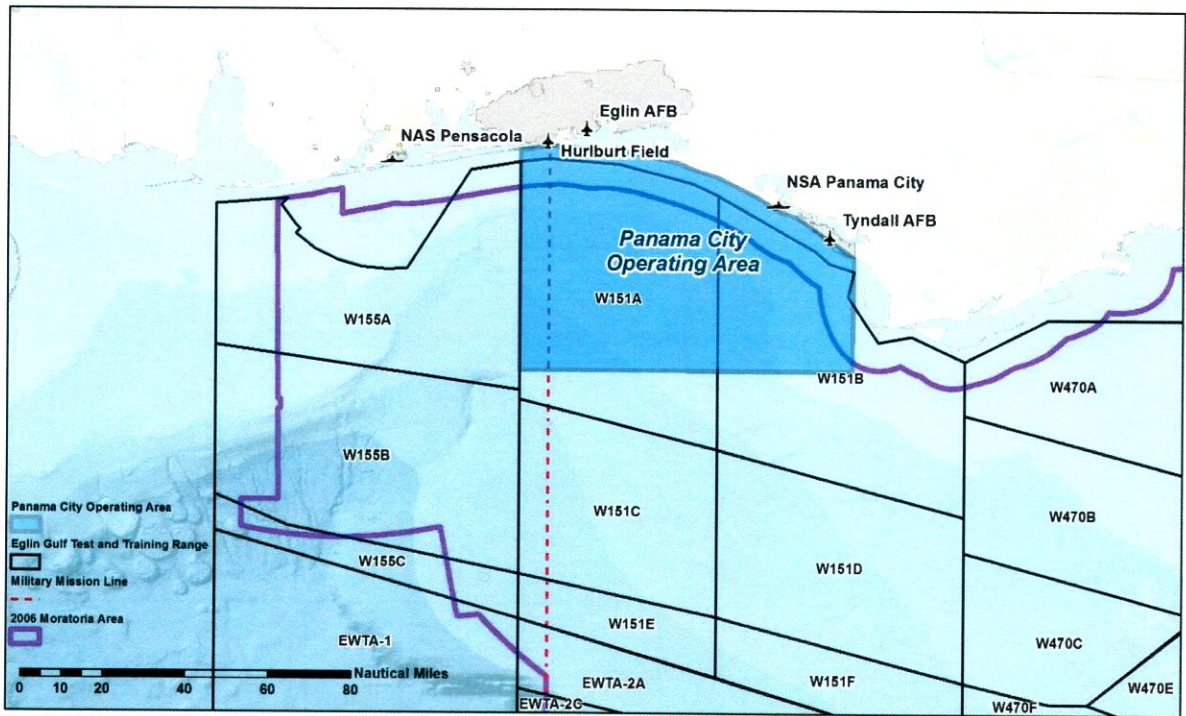 Eglin AFB
NAS Pensacola
Hurlburt Field
NSA Panama City
Tyndall AFB
Panama City
Operating Area
W151A
W155A
W151B
W470A
W155B
Panama City Operating Area
W151C
W470B
Eglin Gulf Test and Training Range
W155C
W151D
Military Mission Line
2006 Moratoria Area
W151E
EWTA-1
W470C
Nautical Miles
EWTA-2A
W151F
W470E
0 10 20 40 60 80
EWTA-2C
W470F